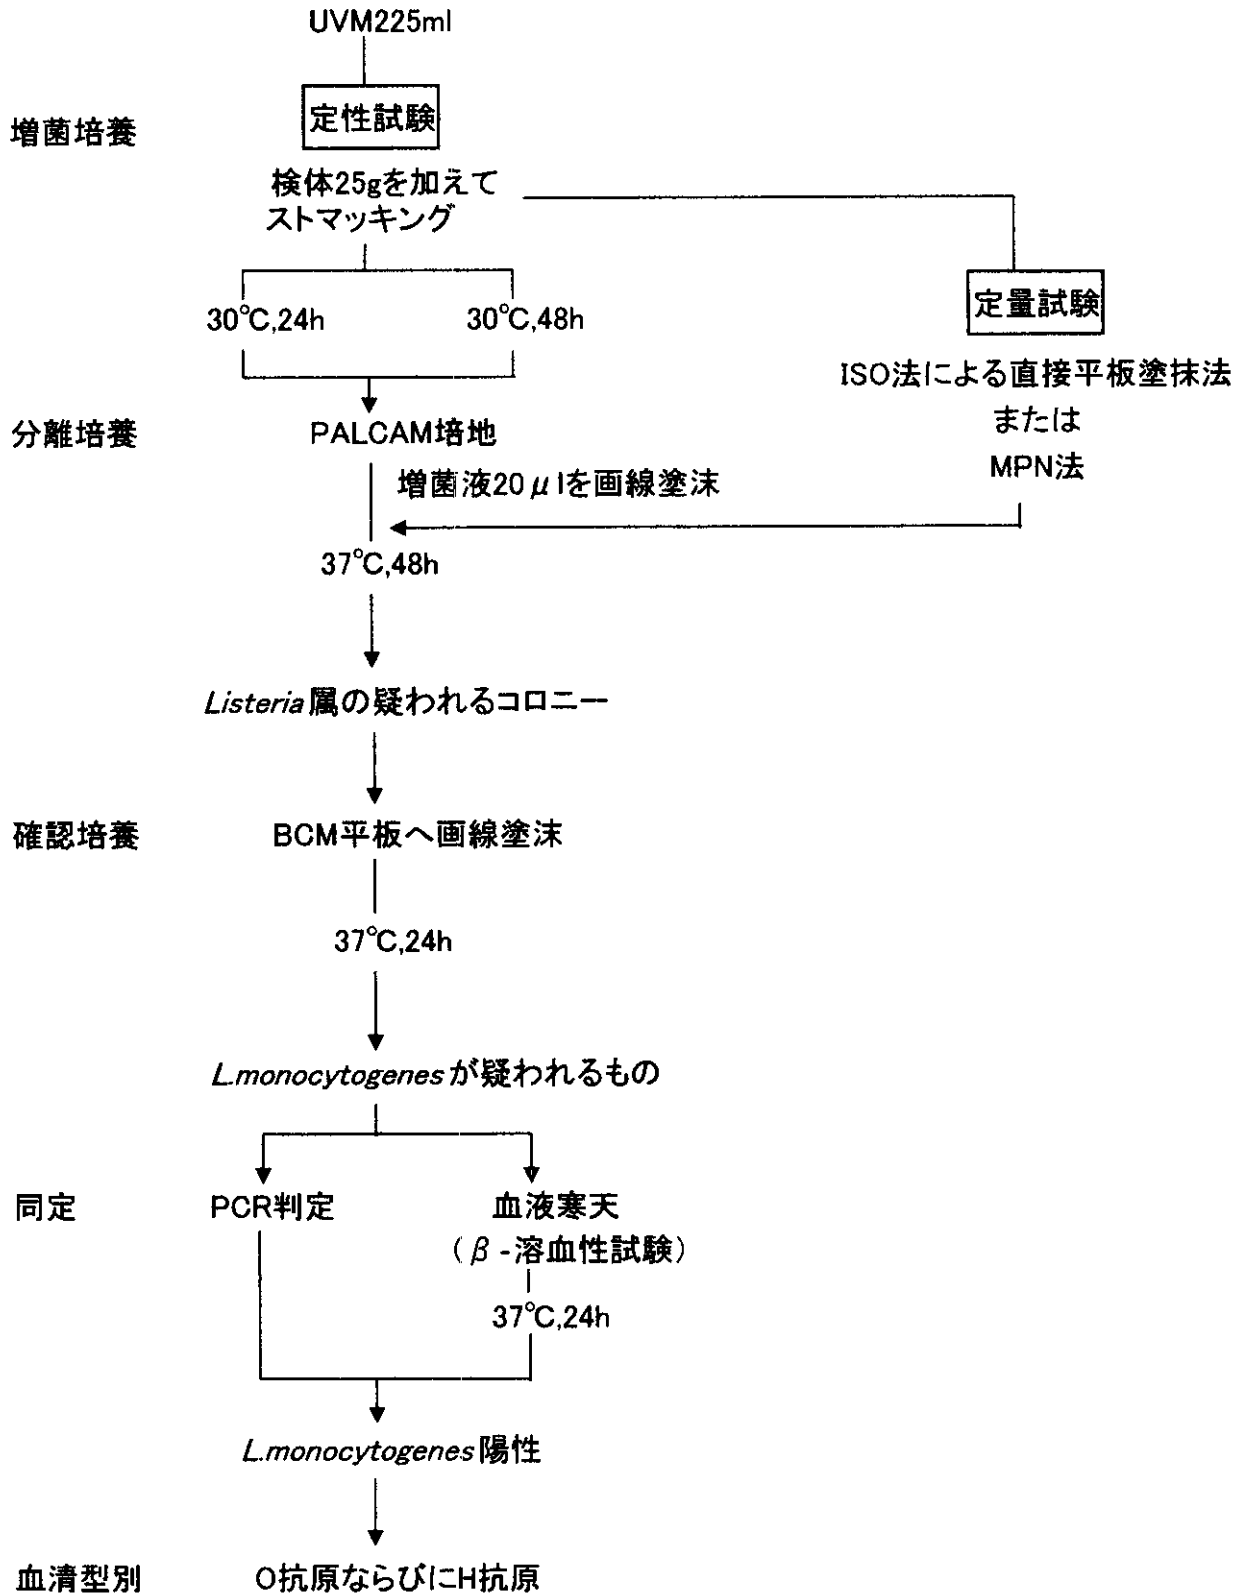 UVM225ml
増菌培養
定性試験
検体25gを加えて
ストマッキング
30℃,24h
30℃,48h
定量試験
ISO法による直接平板塗抹法
または
MPN法
分離培養
PALCAM培地
増菌液20μlを画線塗沫
37℃,48h
Listeria属の疑われるコロニー
確認培養
BCM平板へ画線塗沫
37℃,24h
L.monocytogenesが疑われるもの
同定
PCR判定
血液寒天
（β-溶血性試験）
37℃,24h
L.monocytogenes陽性
血清型別
O抗原ならびにH抗原